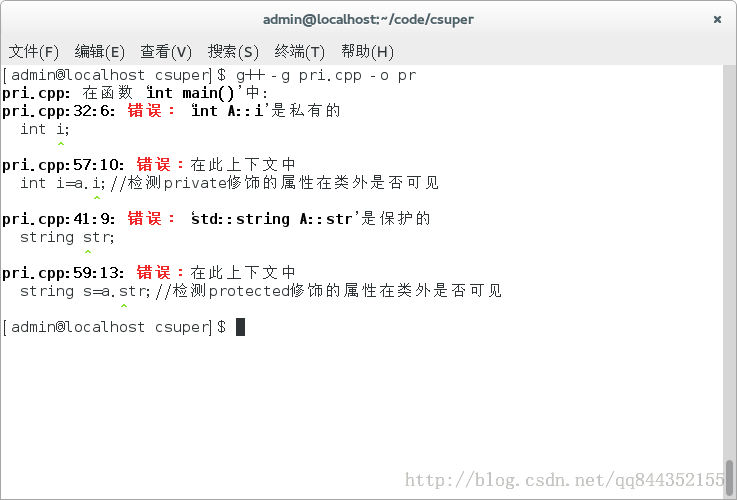 admin@localhost:~/code/csuper ×
文件(F) 编辑(E) 查看(V) 搜索(S) 终端(T) 帮助(H)
[admin@localhost csuper]$ g++ -g pri.cpp -o pr
pri.cpp: 在函数 ‘int main()’中:
pri.cpp:32:6: 错误：‘int A::i’是私有的
  int i;
      ^
pri.cpp:57:10: 错误：在此上下文中
  int i=a.i;//检测private修饰的属性在类外是否可见
          ^
pri.cpp:41:9: 错误：‘std::string A::str’是保护的
  string str;
         ^
pri.cpp:59:13: 错误：在此上下文中
  string s=a.str;//检测protected修饰的属性在类外是否可见
             ^
[admin@localhost csuper]$
http://blog.csdn.net/qq844352155